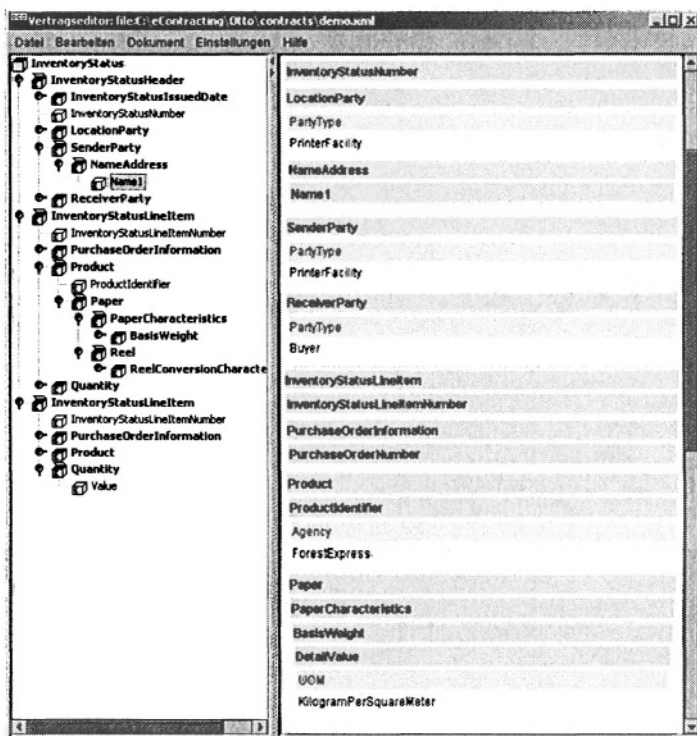 Vertragseditor: file:C:\eContracting\Otto\contracts\demo.xml
Datei Bearbeiten Dokument Einstellungen Hilfe
InventoryStatus
InventoryStatusHeader
InventoryStatusIssuedDate
InventoryStatusNumber
LocationParty
SenderParty
NameAddress
Name1
ReceiverParty
InventoryStatusLineItem
InventoryStatusLineItemNumber
PurchaseOrderInformation
Product
ProductIdentifier
Paper
PaperCharacteristics
BasisWeight
Reel
ReelConversionCharacte
Quantity
InventoryStatusLineItem
InventoryStatusLineItemNumber
PurchaseOrderInformation
Product
Quantity
Value
InventoryStatusNumber
LocationParty
PartyType
PrinterFacility
NameAddress
Name1
SenderParty
PartyType
PrinterFacility
ReceiverParty
PartyType
Buyer
InventoryStatusLineItem
InventoryStatusLineItemNumber
PurchaseOrderInformation
PurchaseOrderNumber
Product
ProductIdentifier
Agency
ForestExpress
Paper
PaperCharacteristics
BasisWeight
DetailValue
UOM
KilogramPerSquareMeter